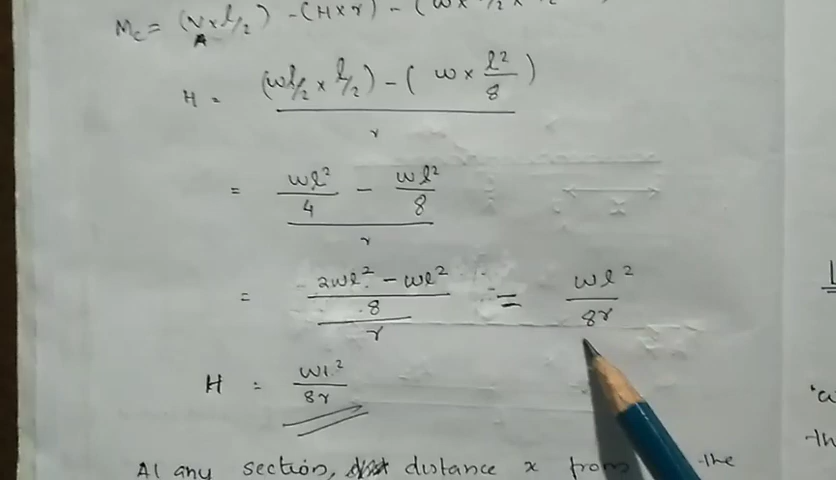 Mc = (VA x l/2) - (H x r) - (w x l/2 x
H = (wl/2 x l/2) - (w x l²/8) / r
= wl²/4 - wl²/8 / r
= 2wl² - wl² / 8 / r = wl²/8r
H = wl²/8r
At any section, distance x from the